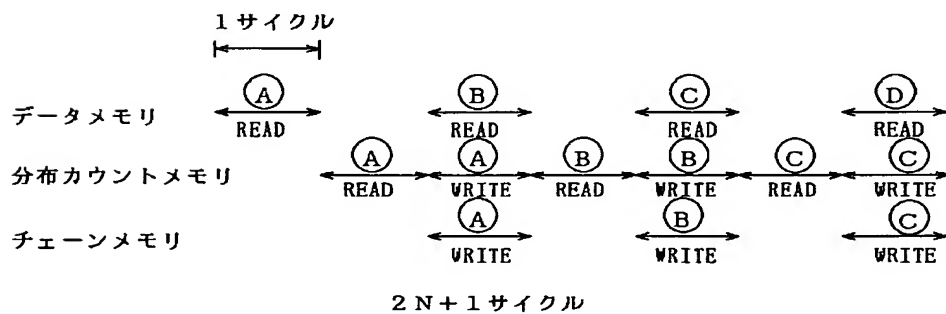 1サイクル
A B C D
データメモリ READ READ READ READ
A A B B C C
分布カウントメモリ READ WRITE READ WRITE READ WRITE
A B C
チェーンメモリ WRITE WRITE WRITE
2N+1サイクル